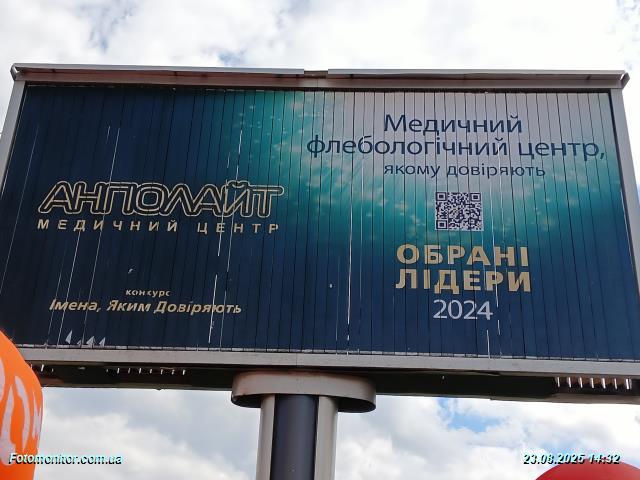 Медичний
флебологічний центр,
якому довіряють
АНГІОЛАЙТ
МЕДИЧНИЙ ЦЕНТР
ОБРАНІ
ЛІДЕРИ
2024
конкурс
Імена, Яким Довіряють
Fotomonitor.com.ua
23.08.2025 14:32